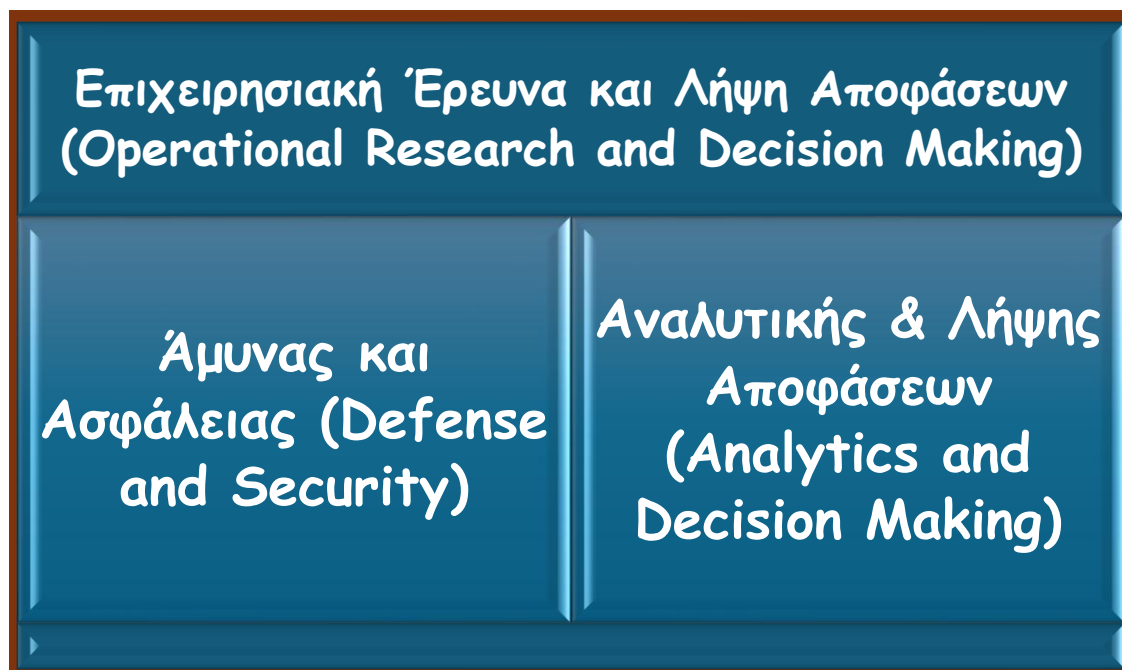 Επιχειρησιακή Έρευνα και Λήψη Αποφάσεων
(Operational Research and Decision Making)
Άμυνας και
Ασφάλειας (Defense
and Security)
Αναλυτικής & Λήψης
Αποφάσεων
(Analytics and
Decision Making)